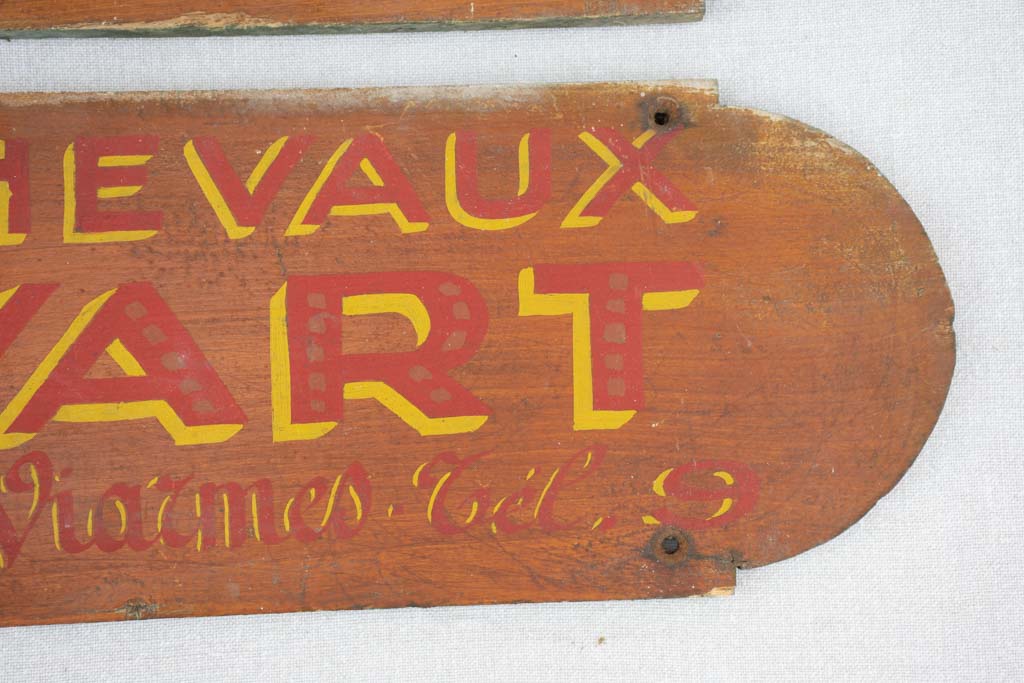 HEVAUX
ART
Viarmes. Tél. 9